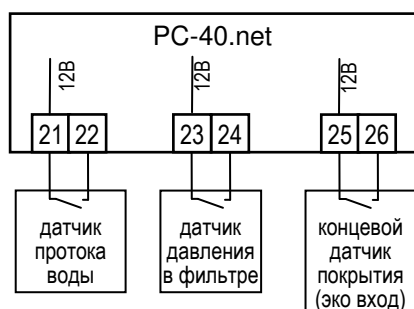 PC-40.net
12В 12В 12В
21 22 23 24 25 26
датчик
протока
воды
датчик
давления
в фильтре
концевой
датчик
покрытия
(эко вход)